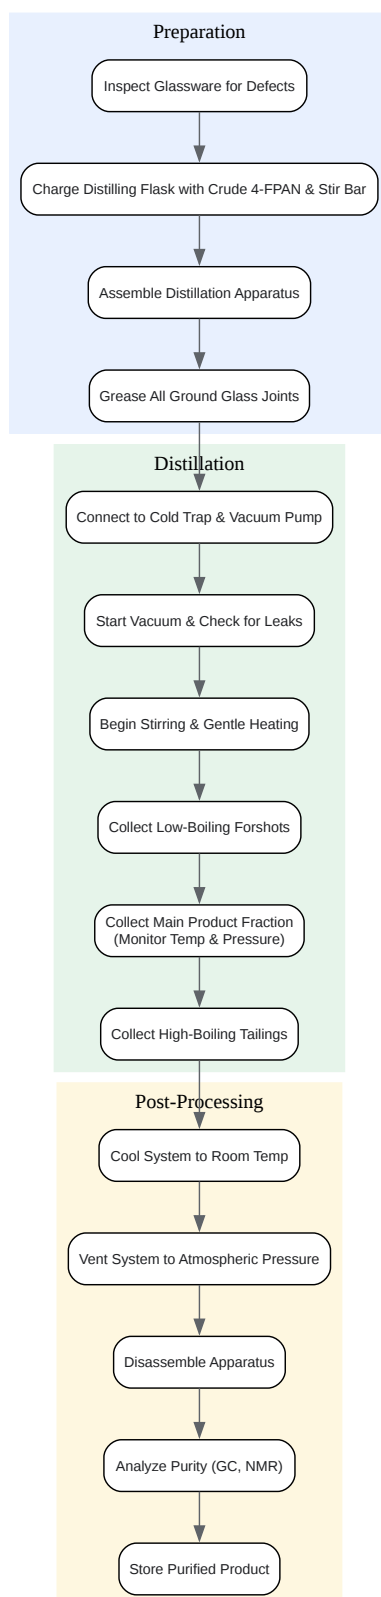 Preparation
Inspect Glassware for Defects
Charge Distilling Flask with Crude 4-FPAN & Stir Bar
Assemble Distillation Apparatus
Grease All Ground Glass Joints
Distillation
Connect to Cold Trap & Vacuum Pump
Start Vacuum & Check for Leaks
Begin Stirring & Gentle Heating
Collect Low-Boiling Forshots
Collect Main Product Fraction
(Monitor Temp & Pressure)
Collect High-Boiling Tailings
Post-Processing
Cool System to Room Temp
Vent System to Atmospheric Pressure
Disassemble Apparatus
Analyze Purity (GC, NMR)
Store Purified Product